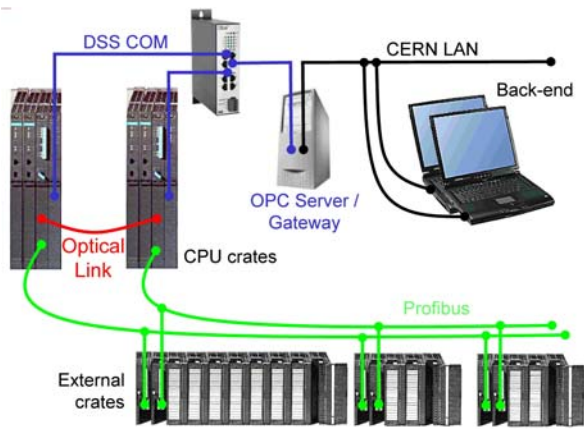 DSS COM
CERN LAN
Back-end
OPC Server /
Gateway
Optical
Link
CPU crates
Profibus
External
crates